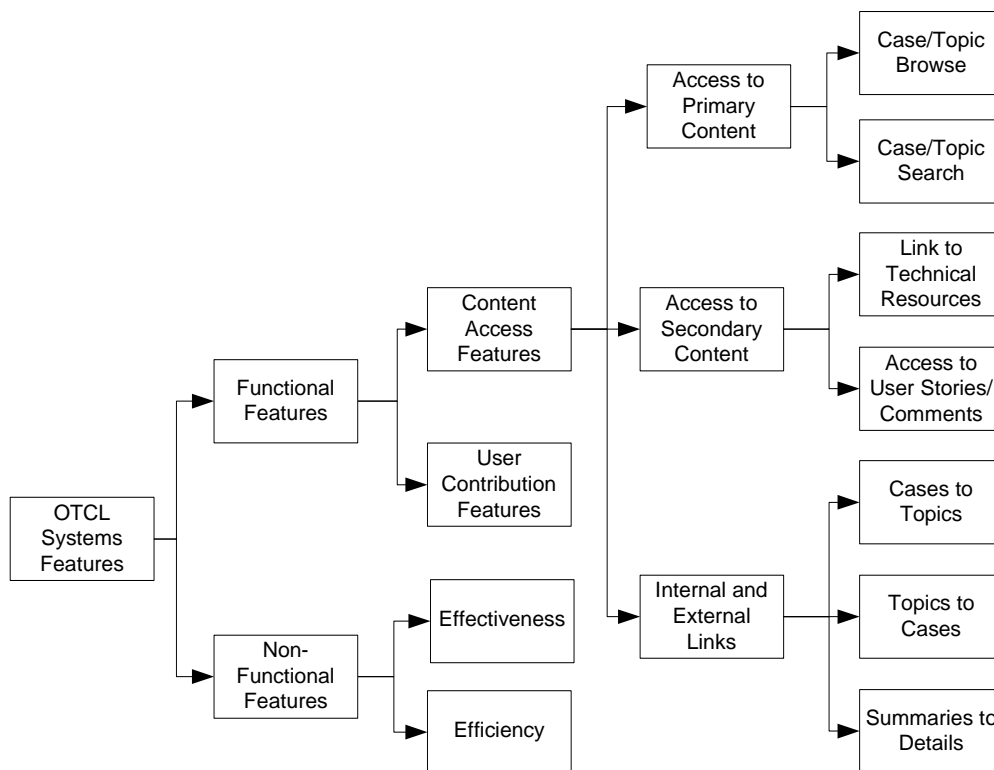 OTCL
Systems
Features
Functional
Features
Non-
Functional
Features
Content
Access
Features
User
Contribution
Features
Effectiveness
Efficiency
Access to
Primary
Content
Access to
Secondary
Content
Internal and
External
Links
Case/Topic
Browse
Case/Topic
Search
Link to
Technical
Resources
Access to
User Stories/
Comments
Cases to
Topics
Topics to
Cases
Summaries to
Details